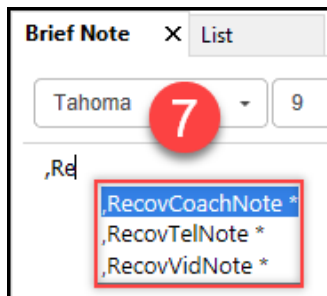 Brief Note X List
Tahoma 7 9
,Re
,RecovCoachNote *
,RecovTelNote *
,RecovVidNote *